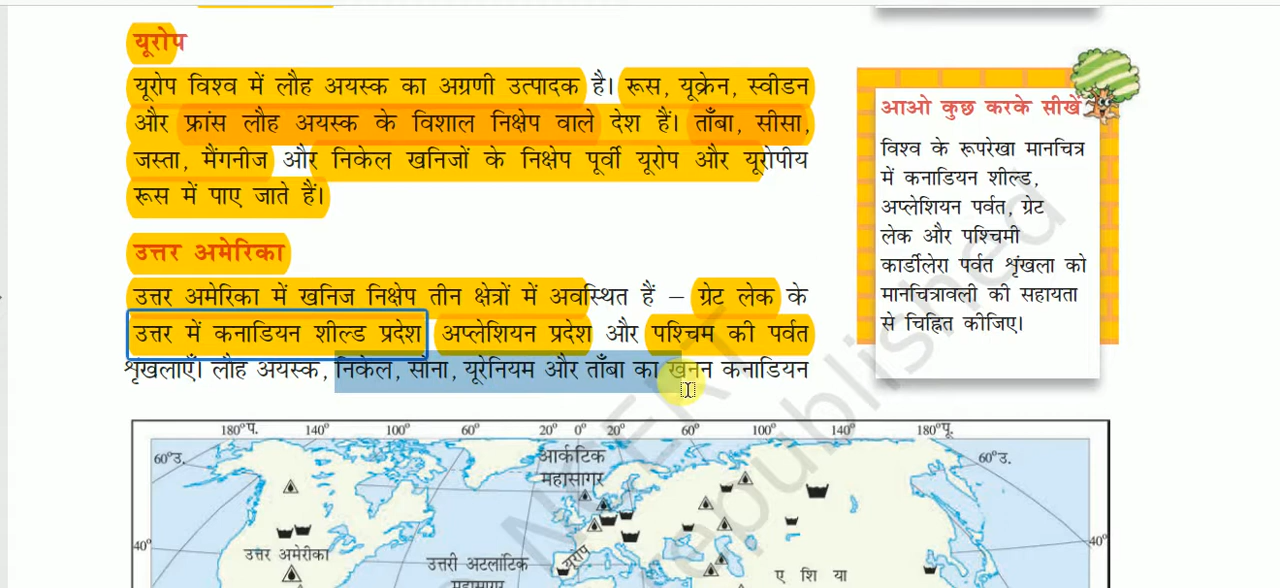 यूरोप
यूरोप विश्व में लौह अयस्क का अग्रणी उत्पादक है। रूस, यूक्रेन, स्वीडन
और फ्रांस लौह अयस्क के विशाल निक्षेप वाले देश हैं। ताँबा, सीसा,
जस्ता, मैंगनीज और निकेल खनिजों के निक्षेप पूर्वी यूरोप और यूरोपीय
रूस में पाए जाते हैं।
उत्तर अमेरिका
उत्तर अमेरिका में खनिज निक्षेप तीन क्षेत्रों में अवस्थित हैं – ग्रेट लेक के
उत्तर में कनाडियन शील्ड प्रदेश अप्लेशियन प्रदेश और पश्चिम की पर्वत
शृंखलाएँ। लौह अयस्क, निकेल, सोना, यूरेनियम और ताँबा का खनन कनाडियन
आओ कुछ करके सीखें
विश्व के रूपरेखा मानचित्र
में कनाडियन शील्ड,
अप्लेशियन पर्वत, ग्रेट
लेक और पश्चिमी
कार्डीलेरा पर्वत शृंखला को
मानचित्रावली की सहायता
से चिह्नित कीजिए।
180°प. 140° 100° 60° 20° 0° 20° 60° 100° 140° 180°पू.
60°उ. 60°उ.
आर्कटिक
महासागर
40° 40°
उत्तर अमेरिका
उत्तरी अटलांटिक
महासागर
यूरोप
ए शि या
NCERT
republished